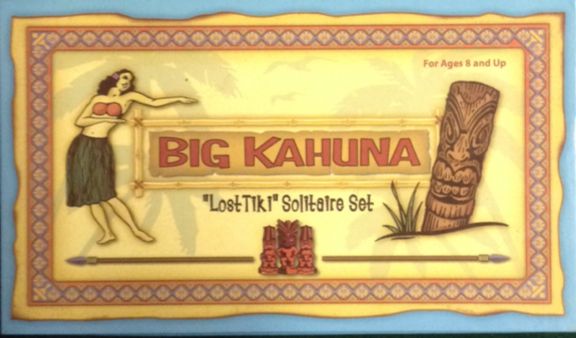 For Ages 8 and Up
BIG KAHUNA
"LostTiki" Solitaire Set